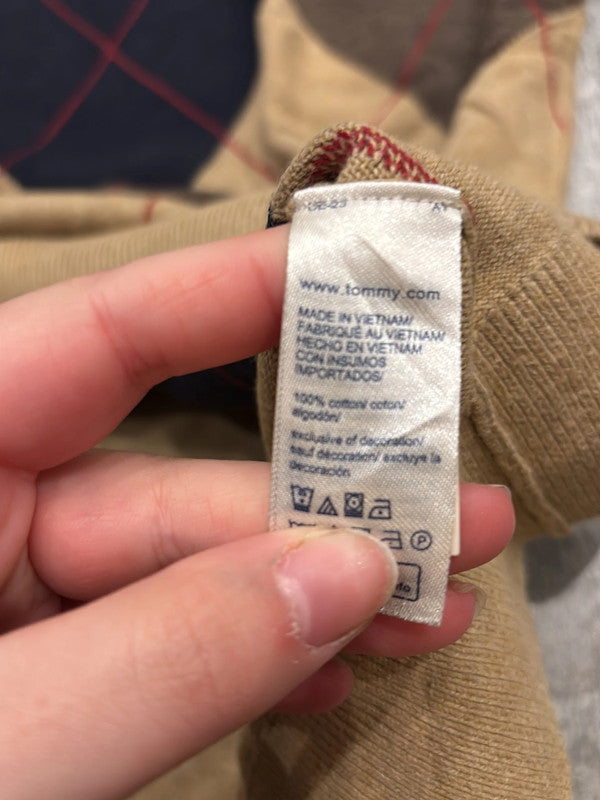 www.tommy.com
MADE IN VIETNAM/
FABRIQUÉ AU VIETNAM/
HECHO EN VIETNAM
CON INSUMOS
IMPORTADOS/
100% cotton/ coton/
algodón/
exclusive of decoration/
sauf décoration/ excluye la
decoración
P